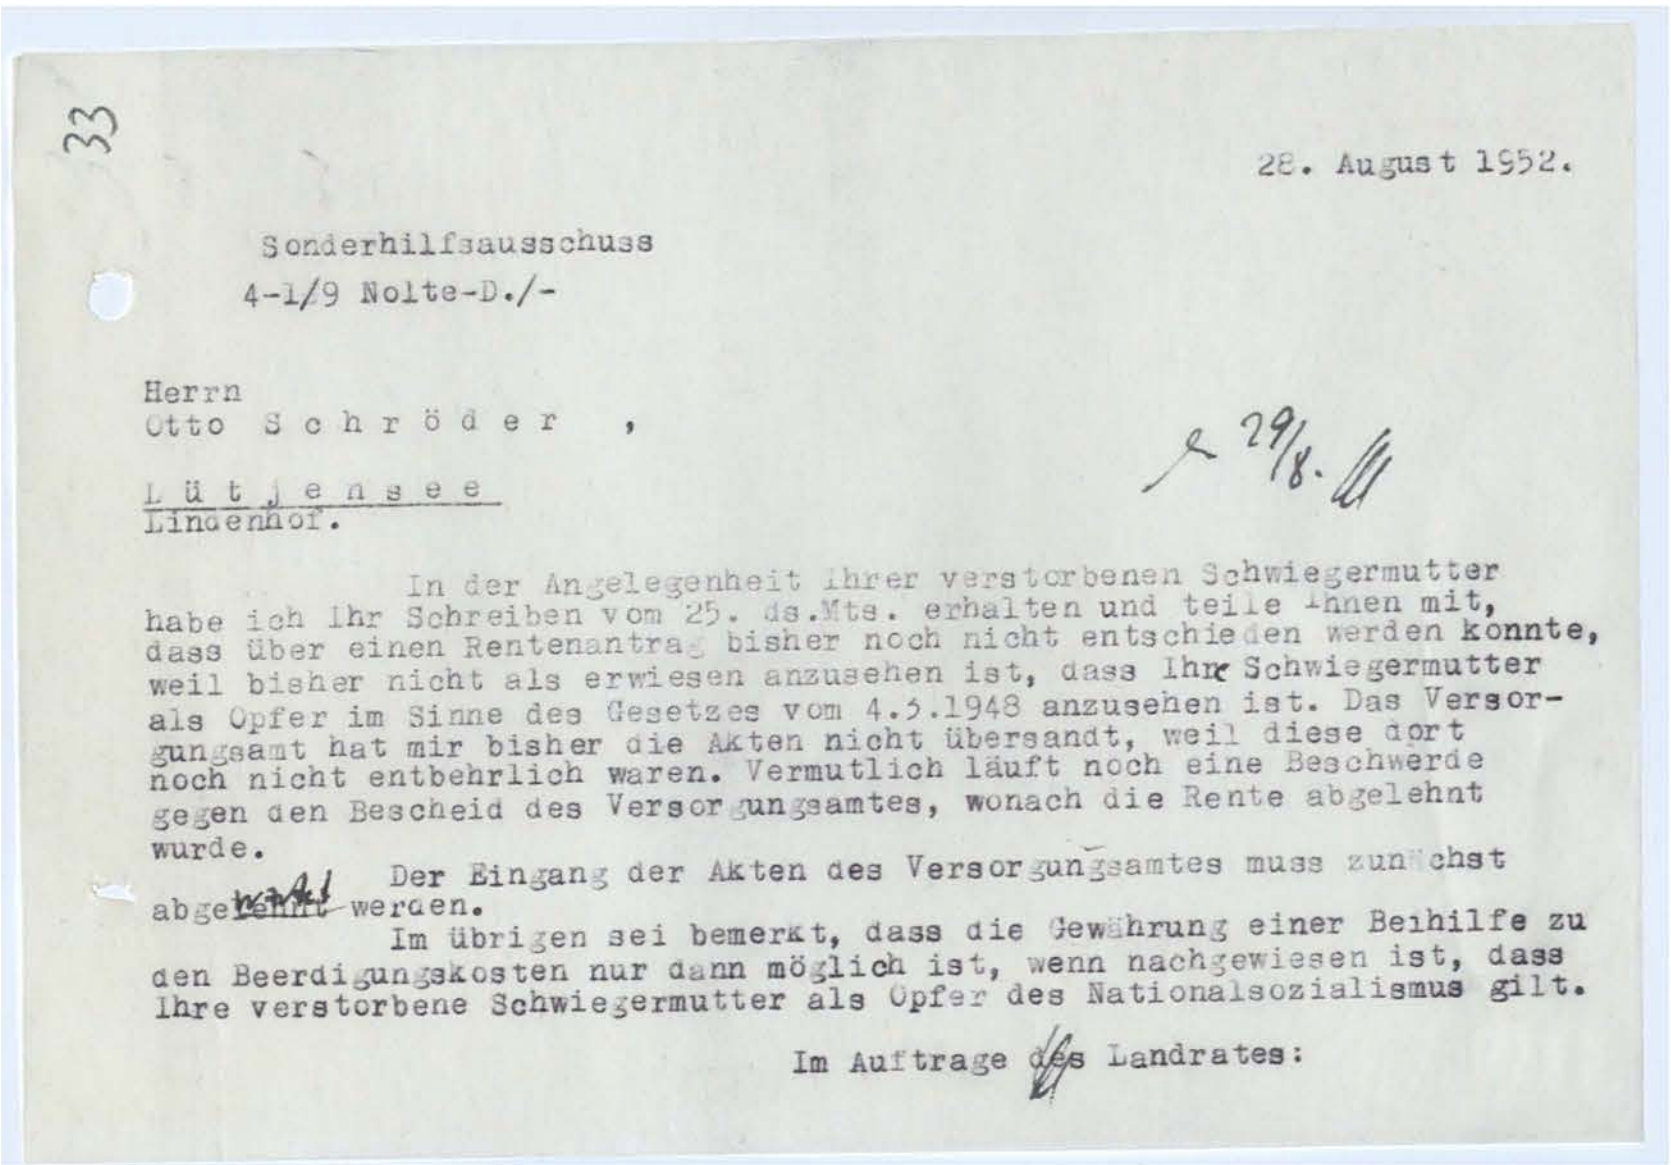 33
28. August 1952.
Sonderhilfsausschuss
4-1/9 Nolte-D./-
Herrn
Otto S c h r ö d e r ,
L ü t j e n s e e
Lindenhof.
29/8.
In der Angelegenheit Ihrer verstorbenen Schwiegermutter
habe ich Ihr Schreiben vom 25. ds.Mts. erhalten und teile Ihnen mit,
dass über einen Rentenantrag bisher noch nicht entschieden werden konnte,
weil bisher nicht als erwiesen anzusehen ist, dass Ihre Schwiegermutter
als Opfer im Sinne des Gesetzes vom 4.3.1948 anzusehen ist. Das Versor-
gungsamt hat mir bisher die Akten nicht übersandt, weil diese dort
noch nicht entbehrlich waren. Vermutlich läuft noch eine Beschwerde
gegen den Bescheid des Versorgungsamtes, wonach die Rente abgelehnt
wurde.
Der Eingang der Akten des Versorgungsamtes muss zunächst
abgewartet werden.
Im übrigen sei bemerkt, dass die Gewährung einer Beihilfe zu
den Beerdigungskosten nur dann möglich ist, wenn nachgewiesen ist, dass
Ihre verstorbene Schwiegermutter als Opfer des Nationalsozialismus gilt.
Im Auftrage des Landrates: